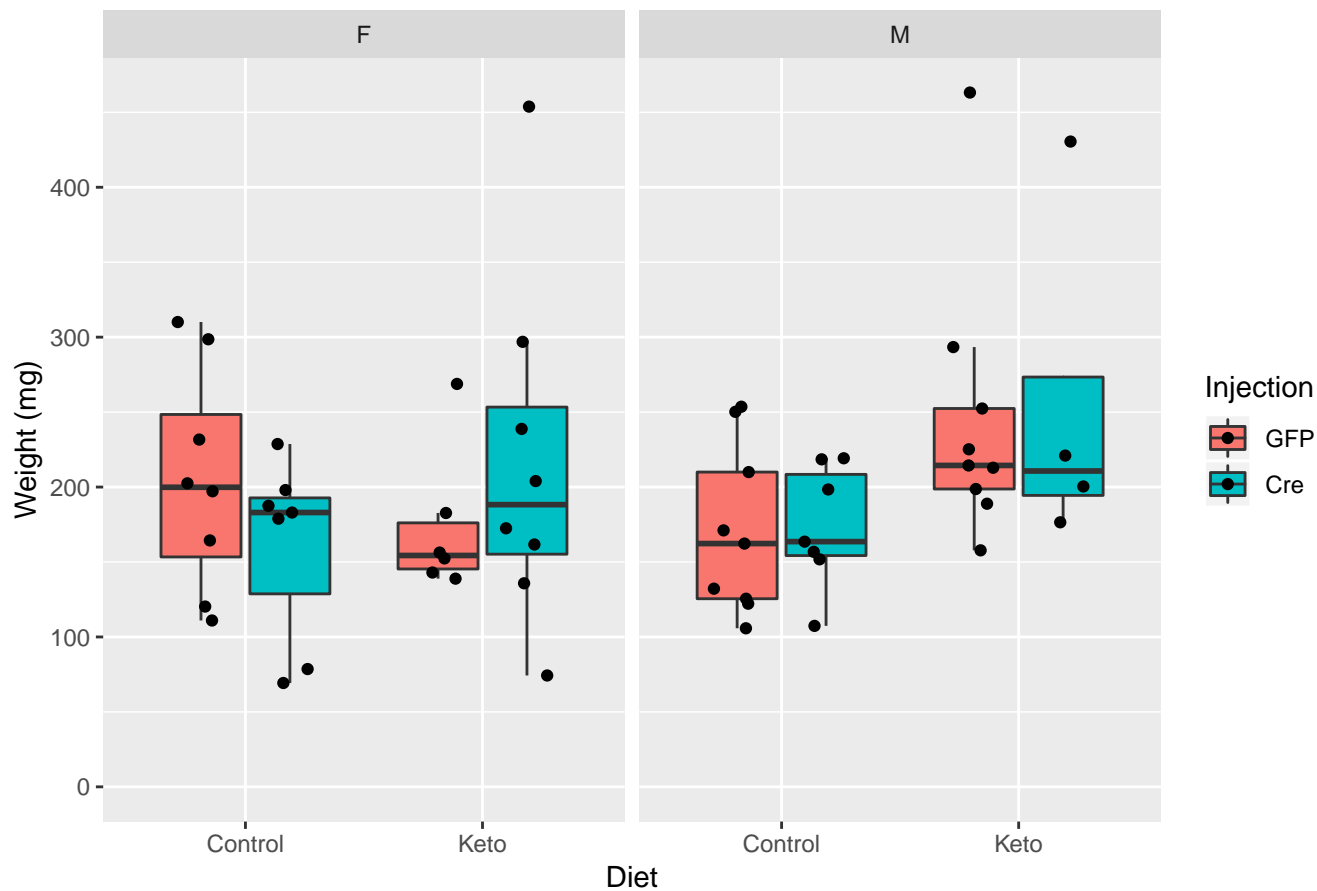 F
M
Weight (mg)
400
300
200
100
0
Control
Keto
Control
Keto
Diet
Injection
GFP
Cre